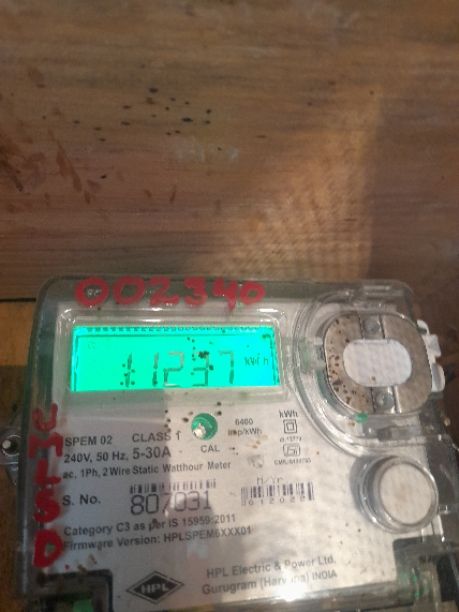 002340
kWh
SPEM 02 CLASS 1
240V, 50 Hz, 5-30A
CAL
6400
imp/kWh
kWh
ac, 1Ph, 2 Wire Static Watthour Meter
M/Yr
S. No. 807031
Category C3 as per IS 15959:2011
Firmware Version: HPLSPEM6XXX01
HPL
HPL Electric & Power Ltd.
Gurugram (Haryana) INDIA